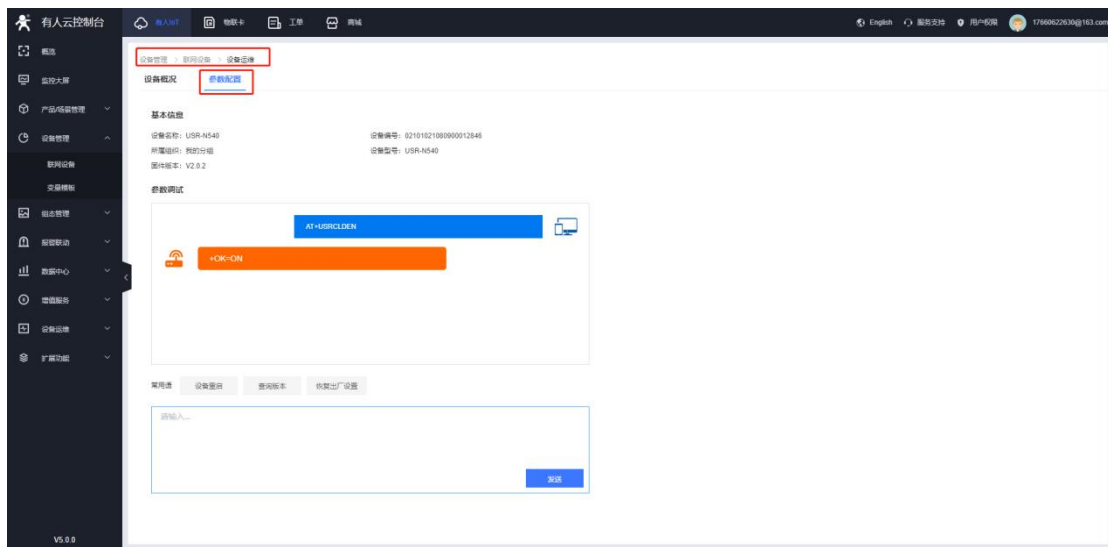 有人云控制台 有人IoT 物联卡 工单 商城 English 服务支持 用户权限 17660622630@163.com
概览
监控大屏
产品/场景管理
设备管理
联网设备
变量模板
组态管理
报警联动
数据中心
增值服务
设备运维
扩展功能
V5.0.0
设备管理 > 联网设备 > 设备运维
设备概况 参数配置
基本信息
设备名称: USR-N540 设备编号: 02101021080900012846
所属组织: 我的分组 设备型号: USR-N540
固件版本: V2.0.2
参数调试
AT+USRCLDEN
+OK=ON
常用语 设备重启 查询版本 恢复出厂设置
请输入...
发送